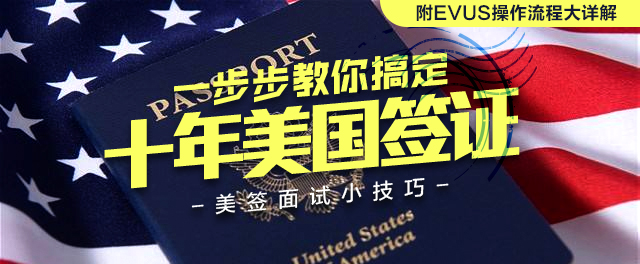 附EVUS操作流程大详解
PASSPORT
一步步教你搞定
十年美国签证
-美签面试小技巧-
United States
of America